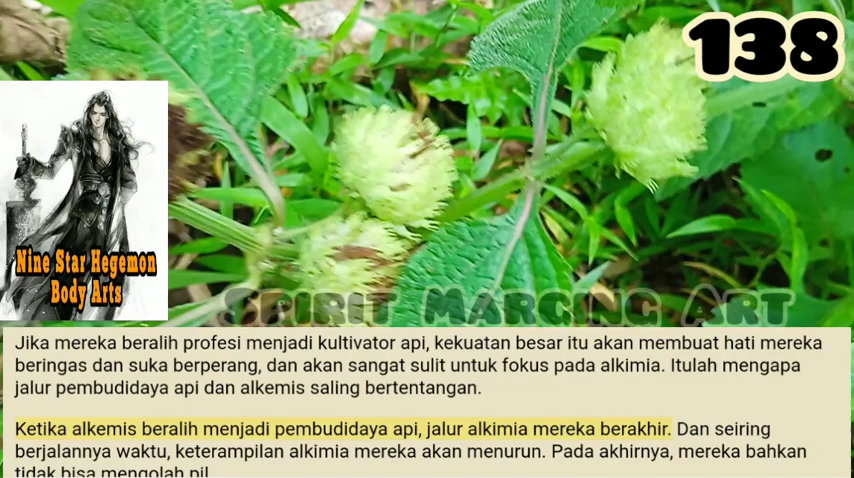 138
Nine Star Hegemon
Body Arts
Spirit Marging Art
Jika mereka beralih profesi menjadi kultivator api, kekuatan besar itu akan membuat hati mereka
beringas dan suka berperang, dan akan sangat sulit untuk fokus pada alkimia. Itulah mengapa
jalur pembudidaya api dan alkemis saling bertentangan.
Ketika alkemis beralih menjadi pembudidaya api, jalur alkimia mereka berakhir. Dan seiring
berjalannya waktu, keterampilan alkimia mereka akan menurun. Pada akhirnya, mereka bahkan
tidak bisa mengolah pil